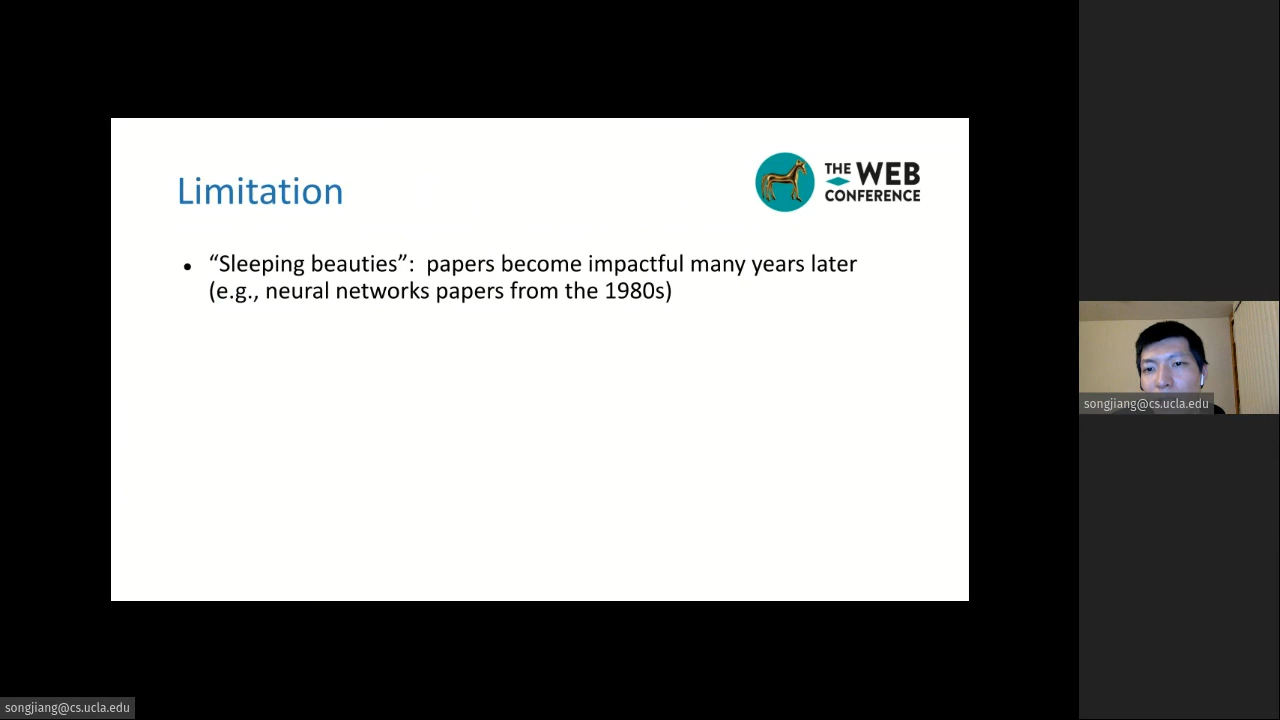 Limitation
THE WEB
CONFERENCE
• “Sleeping beauties”:  papers become impactful many years later
(e.g., neural networks papers from the 1980s)
songjiang@cs.ucla.edu
songjiang@cs.ucla.edu